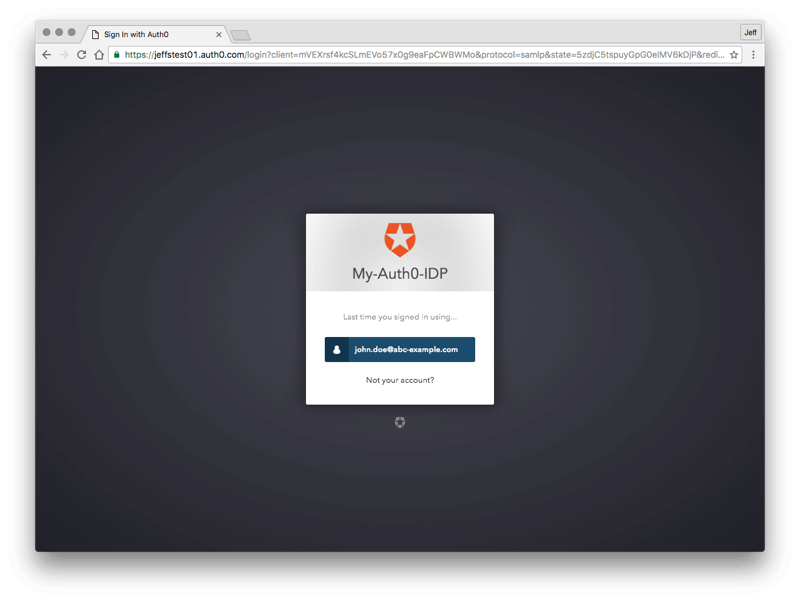 Sign In with Auth0
Jeff
https://jeffstest01.auth0.com/login?client=mVEXrsf4kcSLmEVo57x0g9eaFpCWBWMo&protocol=samlp&state=5zdjC5tspuyGpG0eIMV6kDjP&redi...
My-Auth0-IDP
Last time you signed in using...
john.doe@abc-example.com
Not your account?